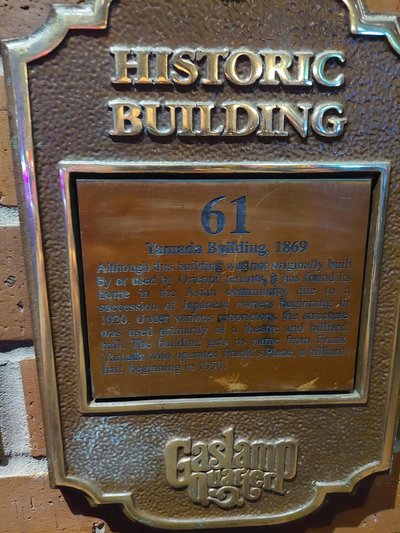 HISTORIC
BUILDING
61
Yamada Building, 1869
Although this building was not originally built
by or used by Oriental tenants, it has found its
home in the Asian community due to a
succession of Japanese owners beginning in
1920. Under various proprietors, the structure
was used primarily as a theatre and billiard
hall. The building gets its name from Frank
Yamada who operated Frank's Place, a billiard
hall, beginning in 1950.
Gaslamp
Quarter